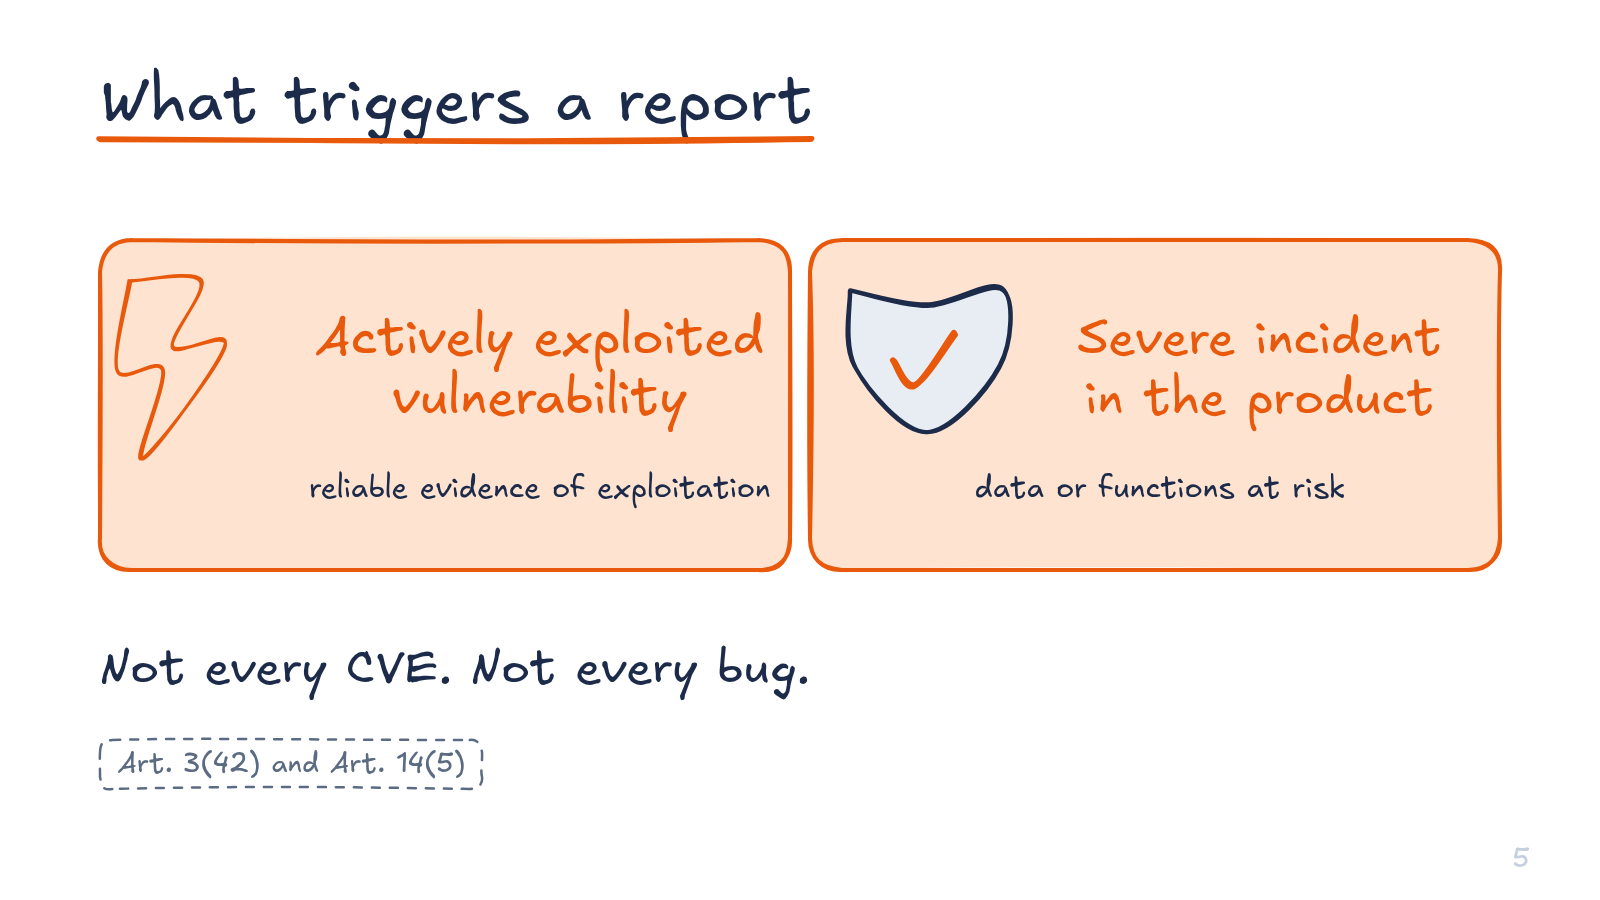 What triggers a report
Actively exploited
vulnerability
reliable evidence of exploitation
Severe incident
in the product
data or functions at risk
Not every CVE. Not every bug.
Art. 3(42) and Art. 14(5)
5